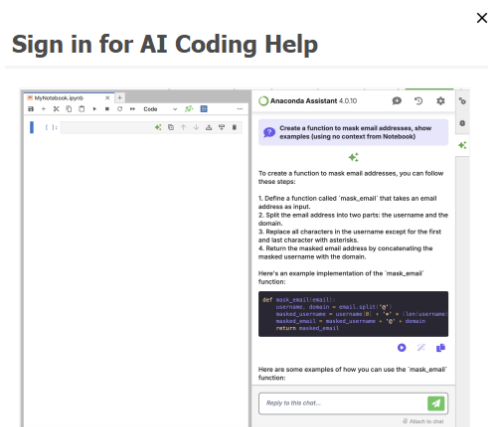 Sign in for AI Coding Help
MyNotebook.ipynb
Code
[ ]:
Anaconda Assistant 4.0.10
Create a function to mask email addresses, show
examples (using no context from Notebook)
To create a function to mask email addresses, you can follow
these steps:
1. Define a function called `mask_email` that takes an email
address as input.
2. Split the email address into two parts: the username and the
domain.
3. Replace all characters in the username except for the first
and last character with asterisks.
4. Return the masked email address by concatenating the
masked username with the domain.
Here's an example implementation of the `mask_email`
function:
def mask_email(email):
username, domain = email.split('@')
masked_username = username[0] + '*' * (len(username
masked_email = masked_username + '@' + domain
return masked_email
Here are some examples of how you can use the `mask_email`
function:
Reply to this chat...
Attach to chat